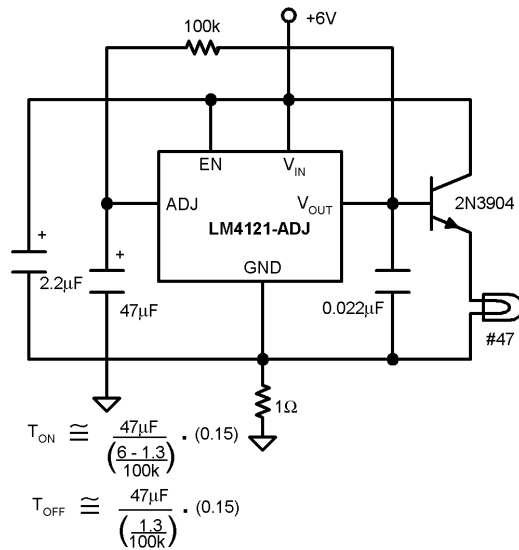 +6V
100k
EN
V_IN
ADJ
V_OUT
2N3904
LM4121-ADJ
GND
+
+
2.2µF
47µF
0.022µF
#47
1Ω
T_ON ≅ 47µF / ((6 - 1.3) / 100k) · (0.15)
T_OFF ≅ 47µF / (1.3 / 100k) · (0.15)